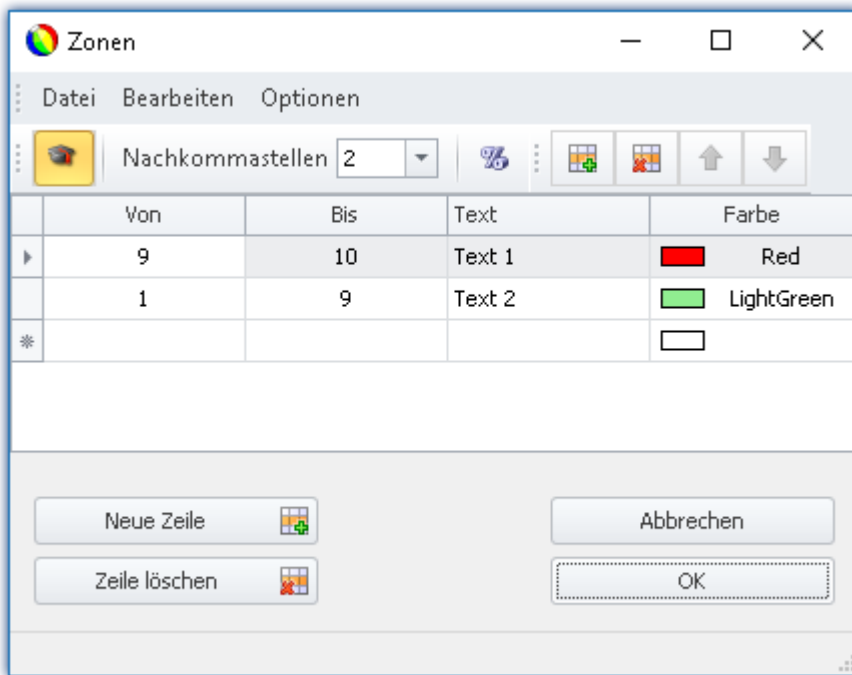 Zonen
Datei Bearbeiten Optionen
Nachkommastellen 2 %
Von Bis Text Farbe
9 10 Text 1 Red
1 9 Text 2 LightGreen
Neue Zeile Abbrechen
Zeile löschen OK